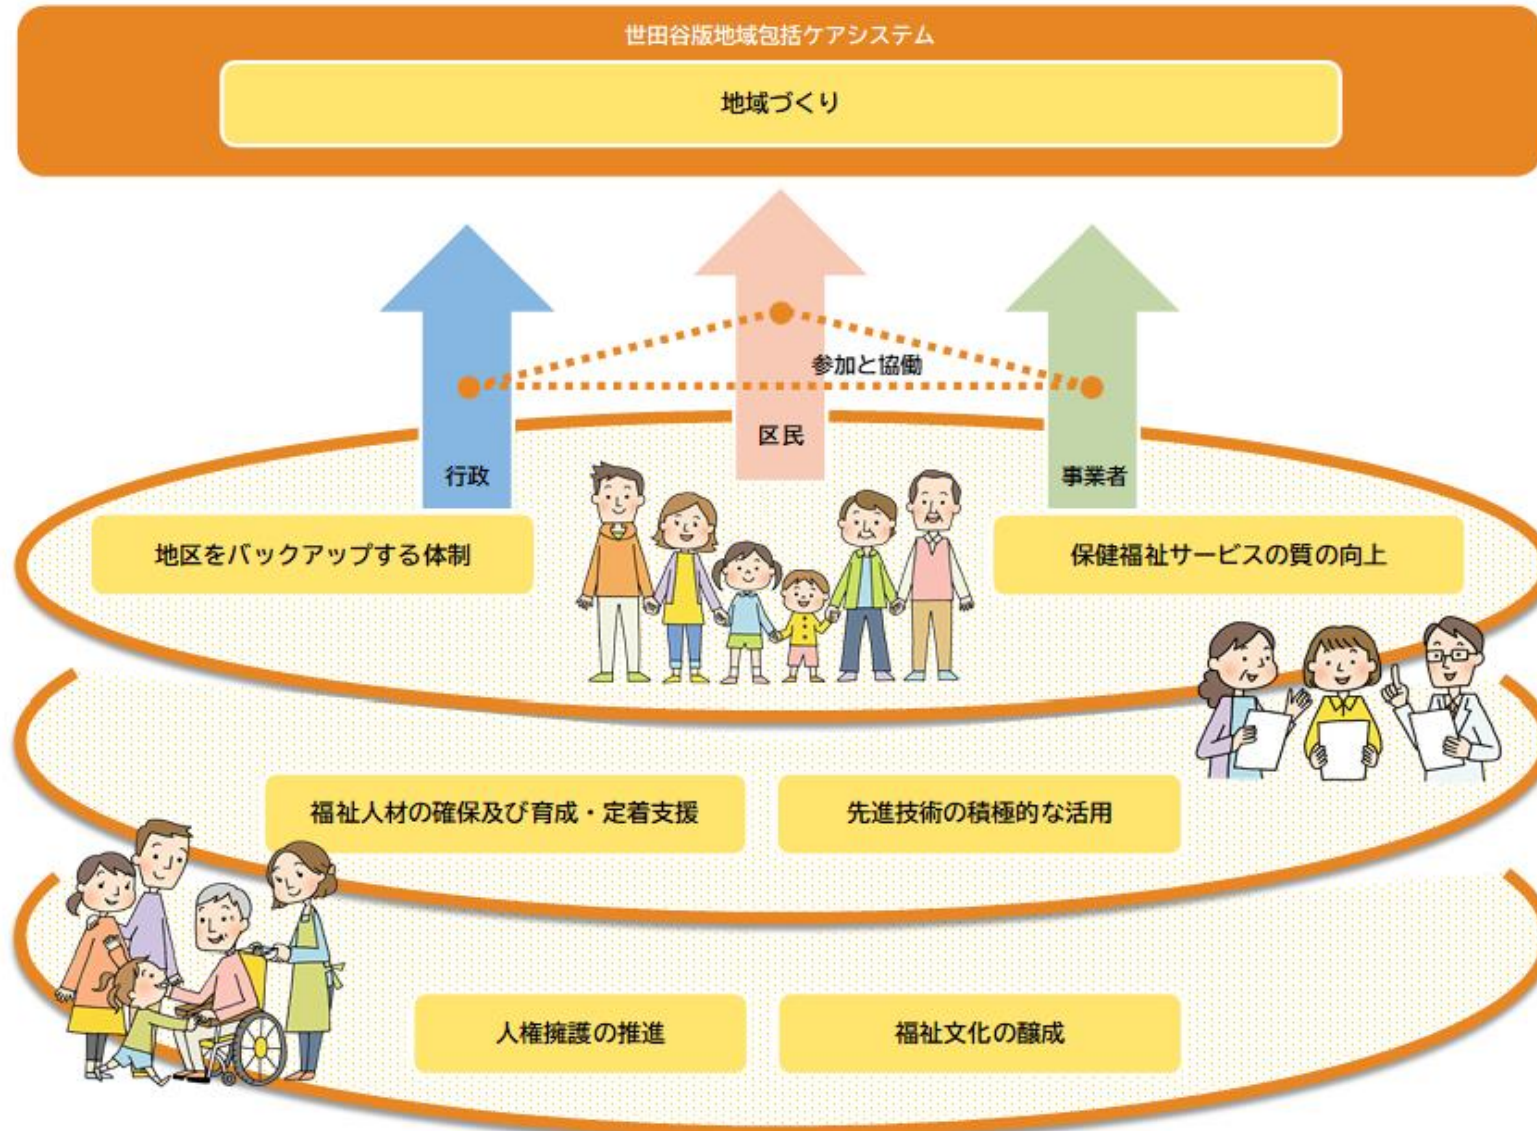 世田谷版地域包括ケアシステム
地域づくり
参加と協働
区民
行政
事業者
地区をバックアップする体制
保健福祉サービスの質の向上
福祉人材の確保及び育成・定着支援
先進技術の積極的な活用
人権擁護の推進
福祉文化の醸成